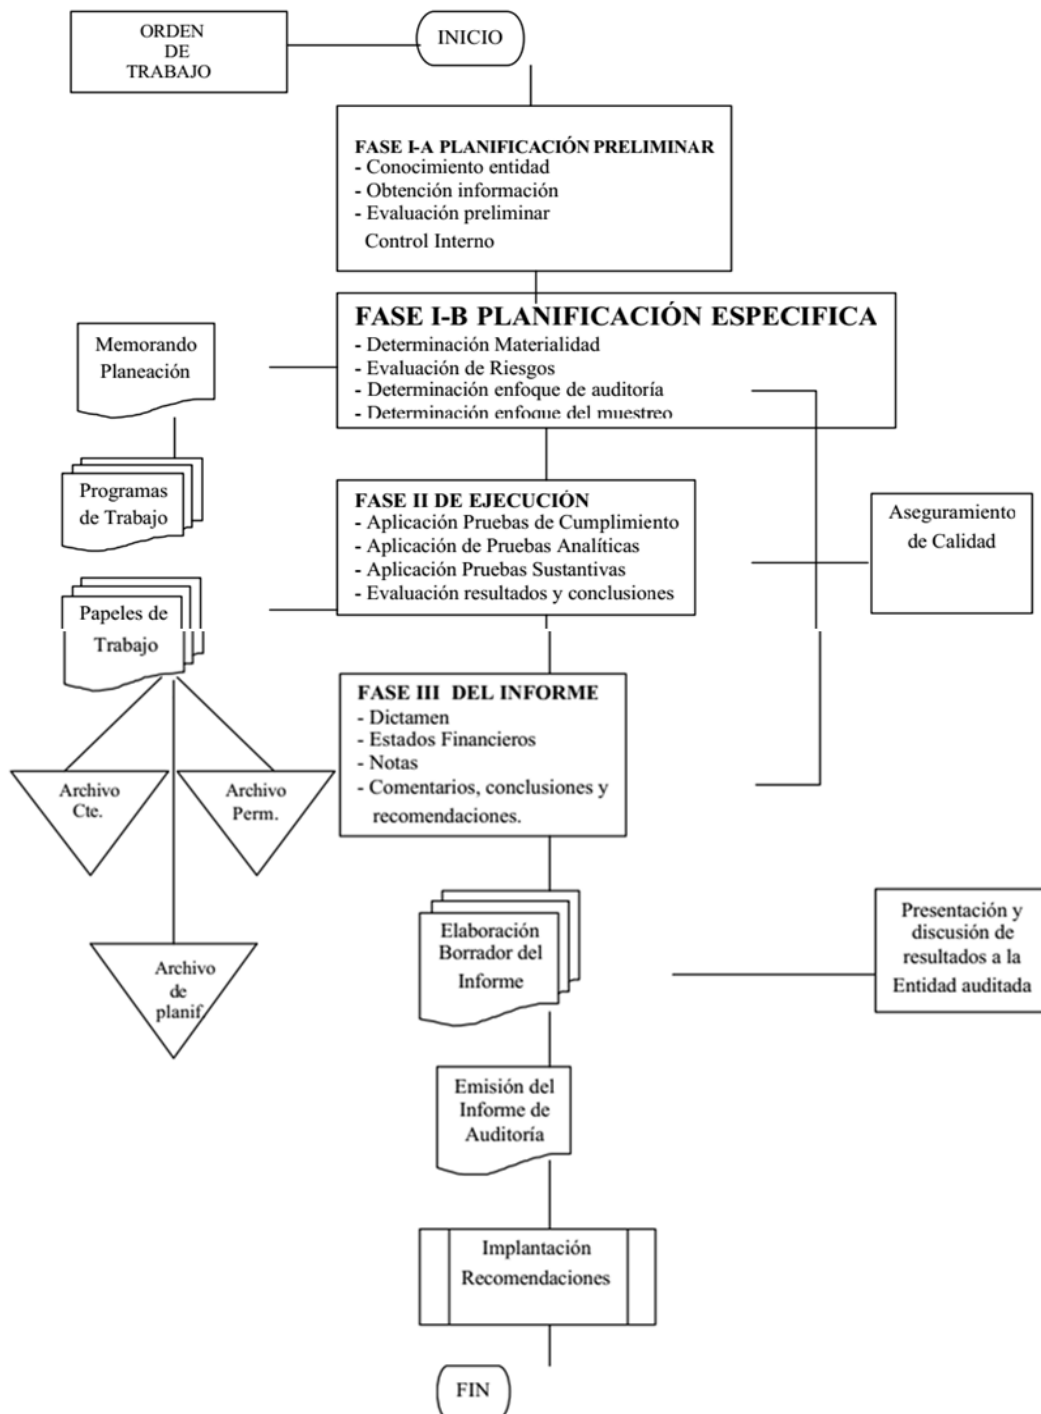 ORDEN
DE
TRABAJO
INICIO
FASE I-A PLANIFICACIÓN PRELIMINAR
- Conocimiento entidad
- Obtención información
- Evaluación preliminar
Control Interno
FASE I-B PLANIFICACIÓN ESPECIFICA
- Determinación Materialidad
- Evaluación de Riesgos
- Determinación enfoque de auditoría
- Determinación enfoque del muestreo
Memorando
Planeación
Programas
de Trabajo
Papeles de
Trabajo
Archivo
Cte.
Archivo
Perm.
Archivo
de
planif.
FASE II DE EJECUCIÓN
- Aplicación Pruebas de Cumplimiento
- Aplicación de Pruebas Analíticas
- Aplicación Pruebas Sustantivas
- Evaluación resultados y conclusiones
Aseguramiento
de Calidad
FASE III DEL INFORME
- Dictamen
- Estados Financieros
- Notas
- Comentarios, conclusiones y
recomendaciones.
Elaboración
Borrador del
Informe
Presentación y
discusión de
resultados a la
Entidad auditada
Emisión del
Informe de
Auditoría
Implantación
Recomendaciones
FIN